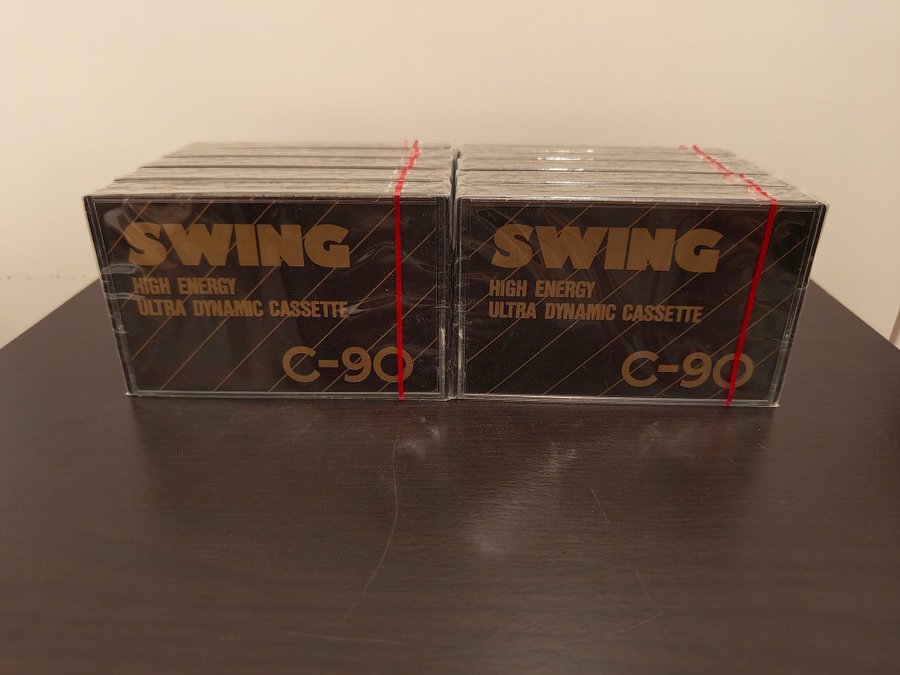 SWING
HIGH ENERGY
ULTRA DYNAMIC CASSETTE
C-90
SWING
HIGH ENERGY
ULTRA DYNAMIC CASSETTE
C-90